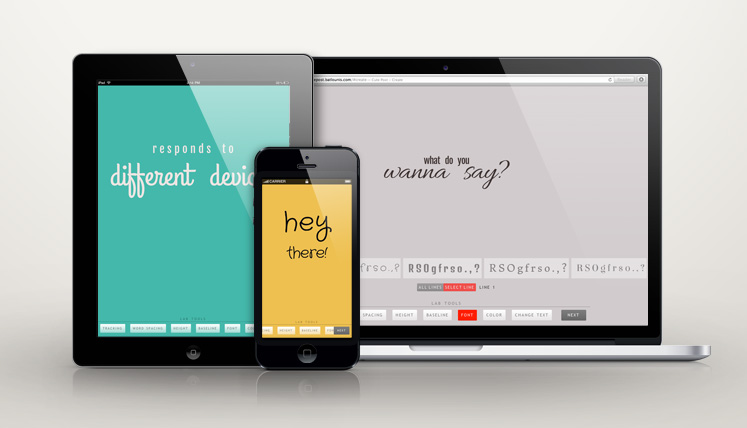 iPad
responds to
different devic
LAB TOOLS
TRACKING
WORD SPACING
HEIGHT
BASELINE
FONT
CARRIER
hey
there!
LAB TOOLS
HEIGHT
BASELINE
NEXT
what do you
wanna say?
RSOgfrso.,?
RSOgfrso.,?
RSOgfrso..?
ALL LINES
SELECT LINE
LINE 1
LAB TOOLS
SPACING
HEIGHT
BASELINE
FONT
COLOR
CHANGE TEXT
NEXT